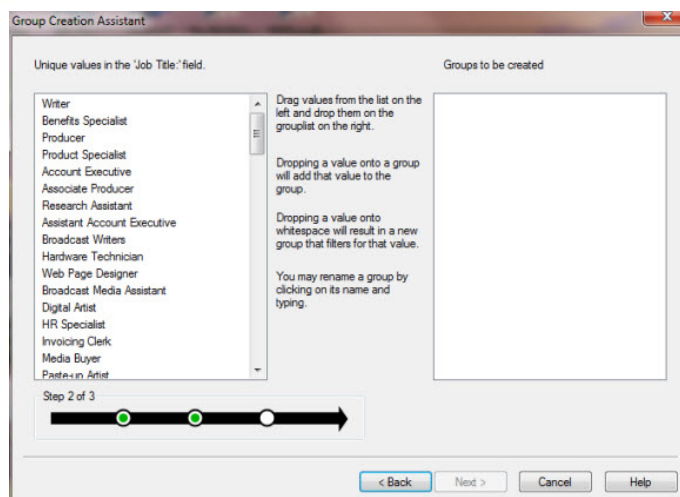 Group Creation Assistant
Unique values in the 'Job Title:' field.
Groups to be created
Writer
Benefits Specialist
Producer
Product Specialist
Account Executive
Associate Producer
Research Assistant
Assistant Account Executive
Broadcast Writers
Hardware Technician
Web Page Designer
Broadcast Media Assistant
Digital Artist
HR Specialist
Invoicing Clerk
Media Buyer
Paste-up Artist
Drag values from the list on the
left and drop them on the
grouplist on the right.
Dropping a value onto a group
will add that value to the
group.
Dropping a value onto
whitespace will result in a new
group that filters for that value.
You may rename a group by
clicking on its name and
typing.
Step 2 of 3
< Back
Next >
Cancel
Help